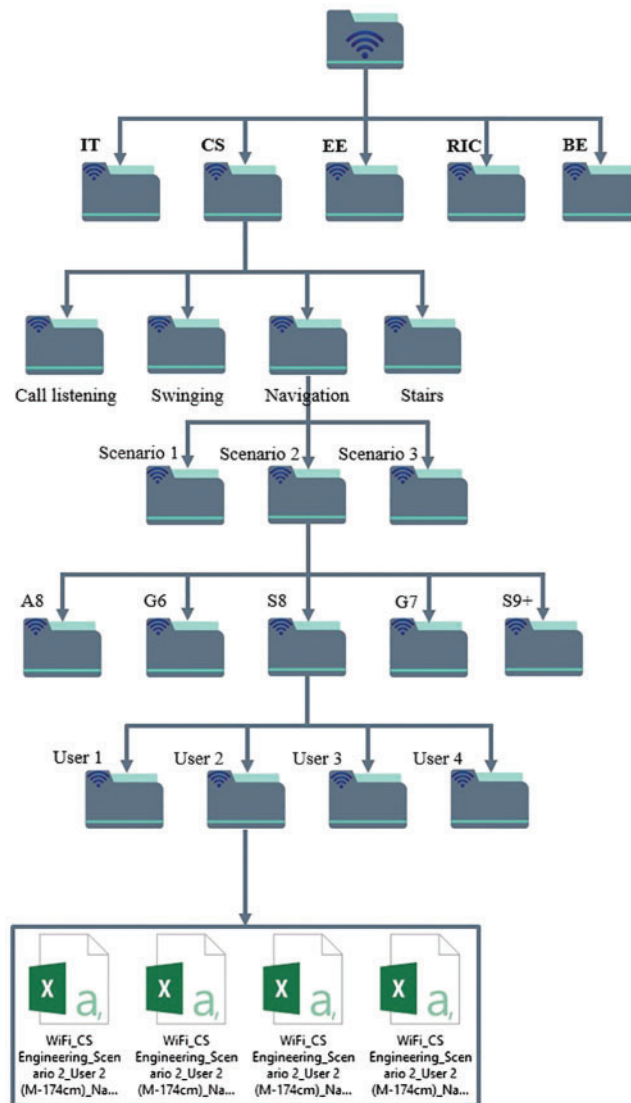 IT CS EE RIC BE
Call listening Swinging Navigation Stairs
Scenario 1 Scenario 2 Scenario 3
A8 G6 S8 G7 S9+
User 1 User 2 User 3 User 4
X a, X a, X a, X a,
WiFi_CS WiFi_CS WiFi_CS WiFi_CS
Engineering_Scen Engineering_Scen Engineering_Scen Engineering_Scen
ario 2_User 2 ario 2_User 2 ario 2_User 2 ario 2_User 2
(M-174cm)_Na... (M-174cm)_Na... (M-174cm)_Na... (M-174cm)_Na...